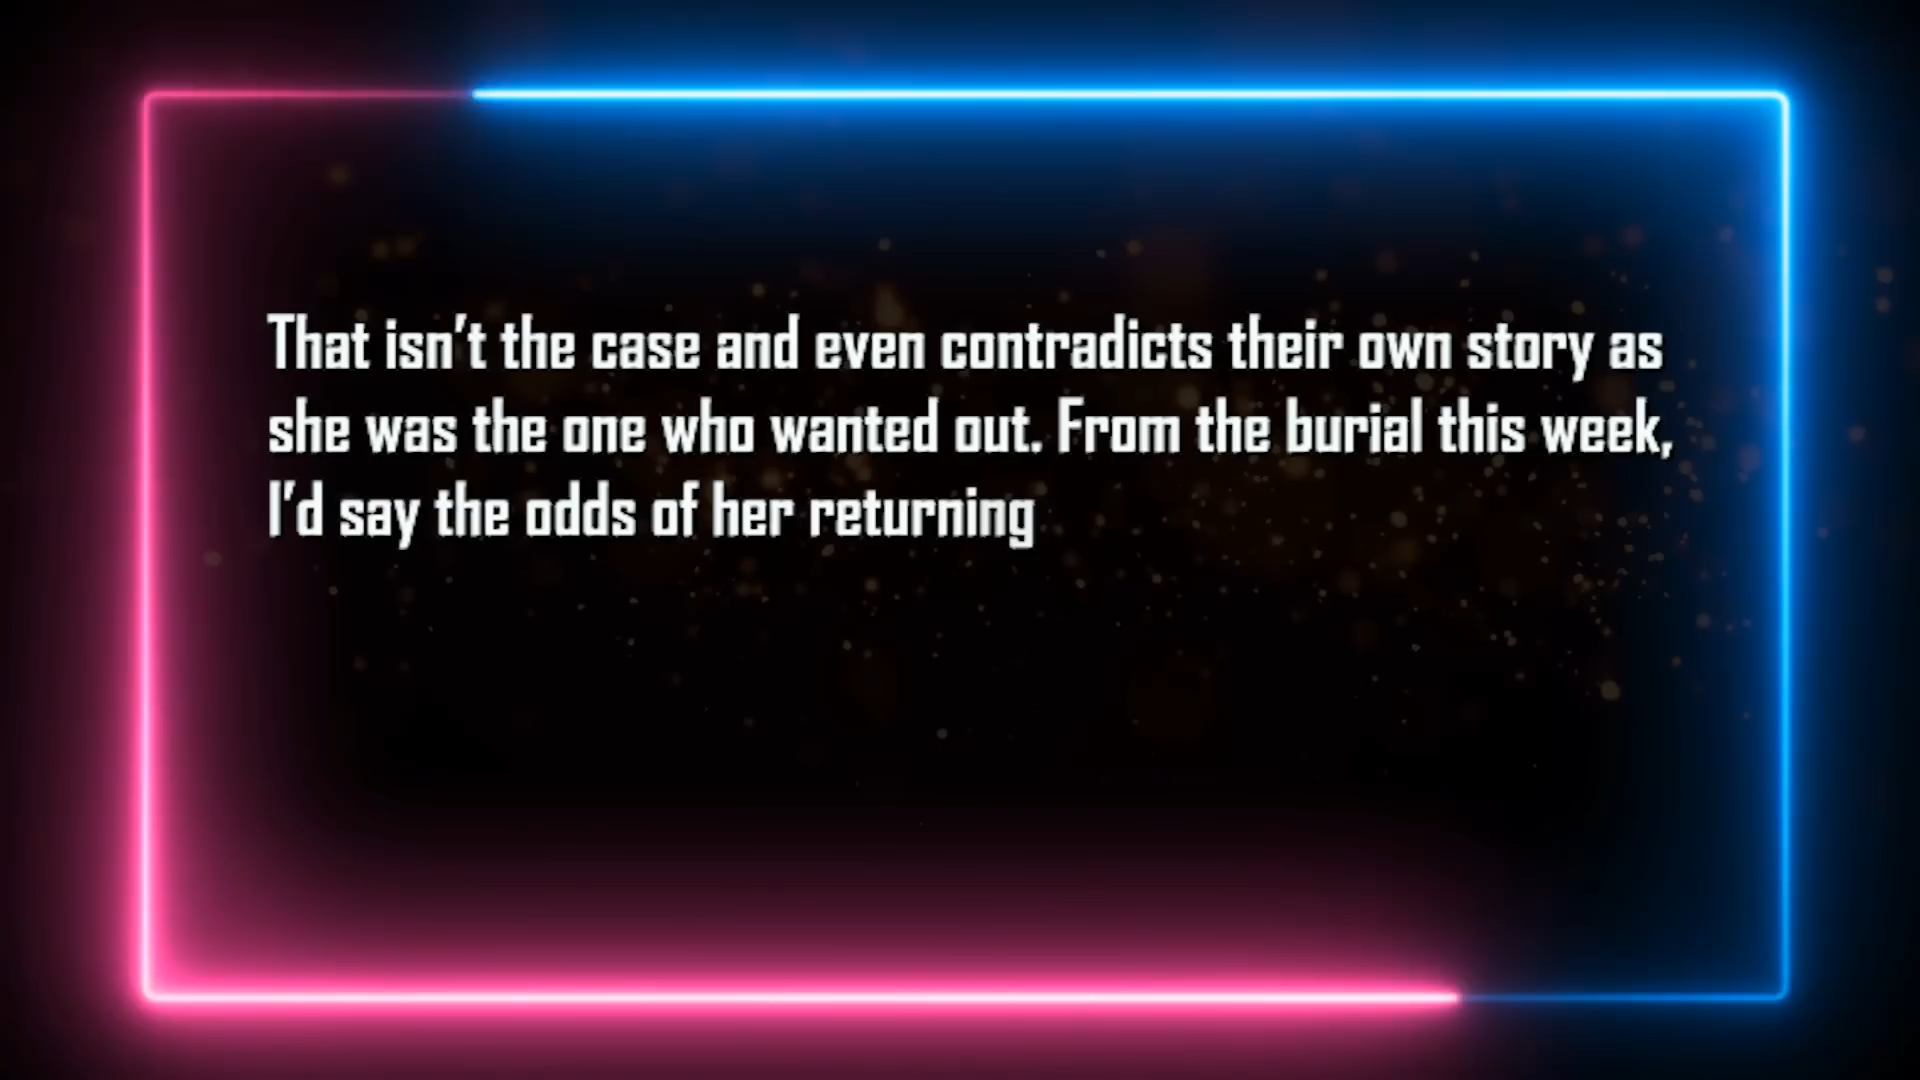 That isn’t the case and even contradicts their own story as
she was the one who wanted out. From the burial this week,
I’d say the odds of her returning